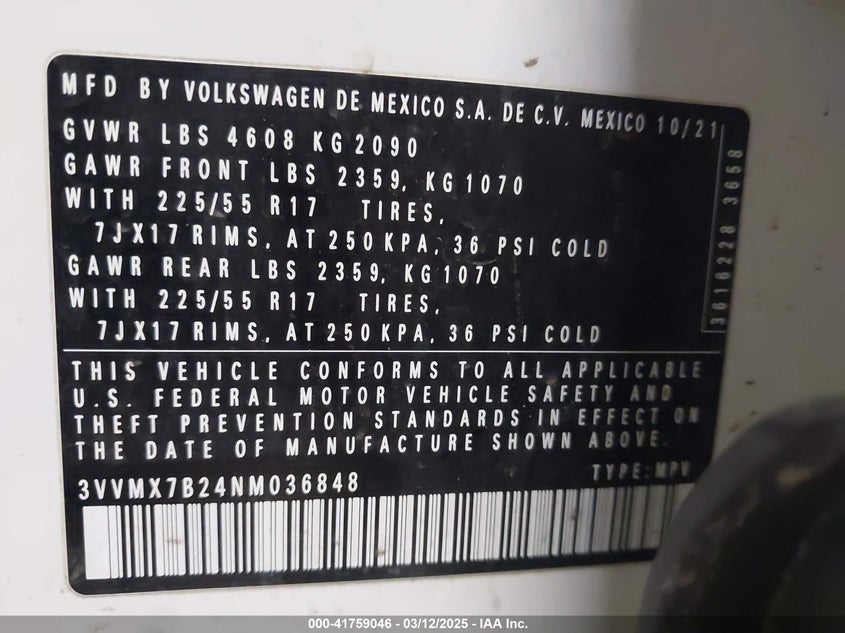 MFD BY VOLKSWAGEN DE MEXICO S.A. DE C.V. MEXICO 10/21
GVWR LBS 4608 KG 2090
GAWR FRONT LBS 2359, KG 1070
WITH 225/55 R17 TIRES,
7JX17 RIMS, AT 250 KPA, 36 PSI COLD
GAWR REAR LBS 2359, KG 1070
WITH 225/55 R17 TIRES,
7JX17 RIMS, AT 250 KPA, 36 PSI COLD
3616228 3658
THIS VEHICLE CONFORMS TO ALL APPLICABLE
U.S. FEDERAL MOTOR VEHICLE SAFETY AND
THEFT PREVENTION STANDARDS IN EFFECT ON
THE DATE OF MANUFACTURE SHOWN ABOVE.
3VVMX7B24NM036848 TYPE: MPV
000-41759046 - 03/12/2025 - IAA Inc.